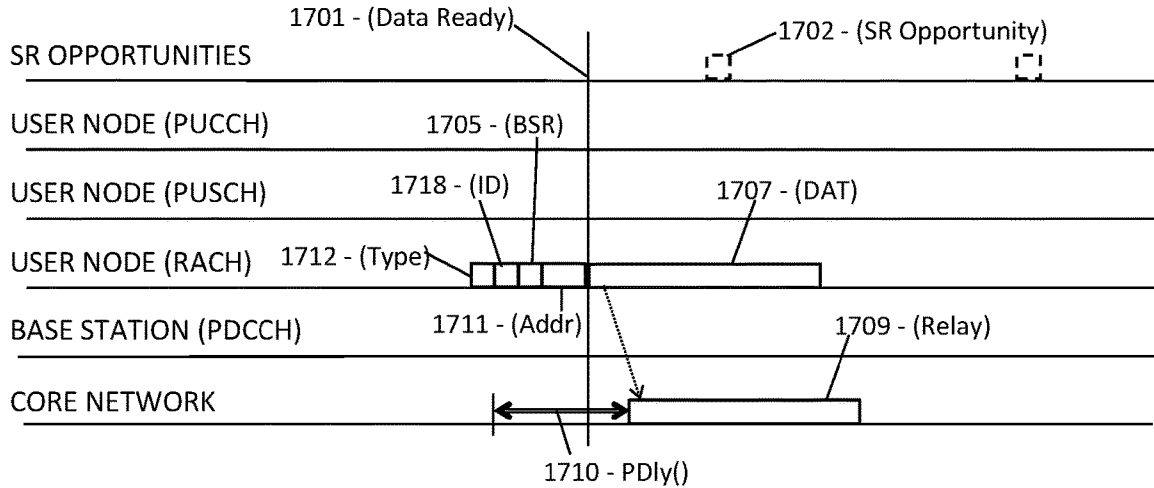 1701 - (Data Ready)
SR OPPORTUNITIES
1702 - (SR Opportunity)
USER NODE (PUCCH)
1705 - (BSR)
USER NODE (PUSCH)
1718 - (ID)
1707 - (DAT)
USER NODE (RACH)
1712 - (Type)
1711 - (Addr)
BASE STATION (PDCCH)
1709 - (Relay)
CORE NETWORK
1710 - PDly()